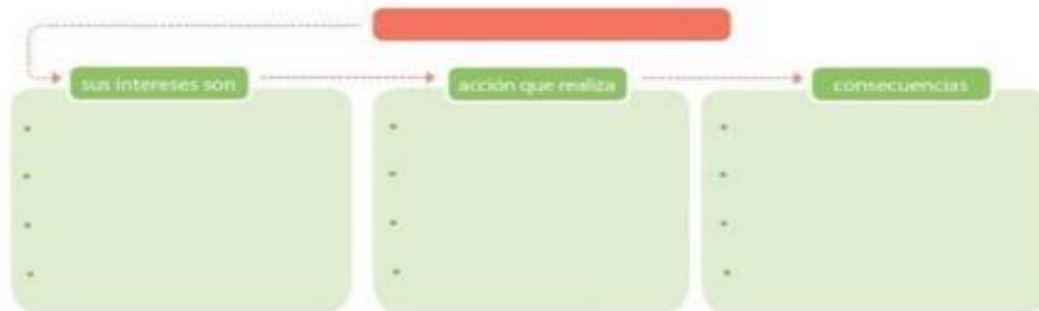 sus intereses son
acción que realiza
consecuencias